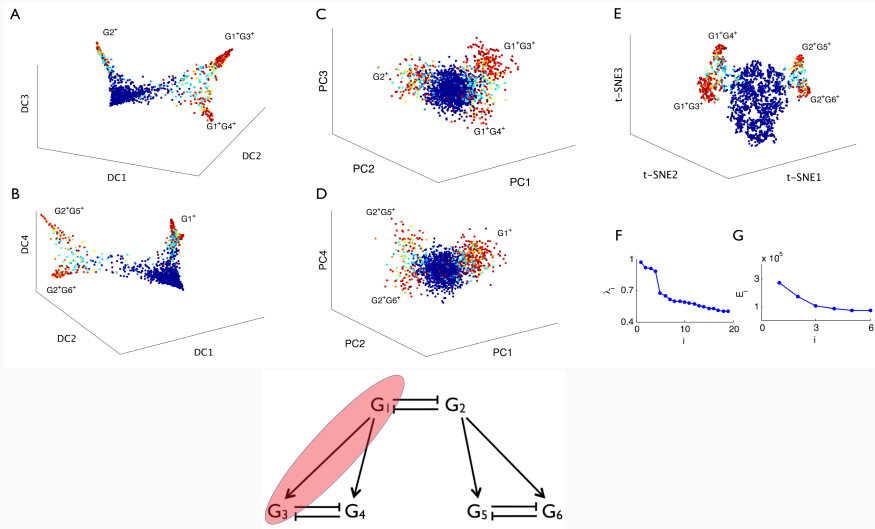 A
G2⁺
G1⁺G3⁺
G1⁺G4⁺
DC3
DC1
DC2
B
G2⁺G5⁺
G1⁺
G2⁺G6⁺
DC4
DC2
DC1
C
G1⁺G3⁺
G2⁺
G1⁺G4⁺
PC3
PC2
PC1
D
G2⁺G5⁺
G1⁺
G2⁺G6⁺
PC4
PC2
PC1
E
G1⁺G4⁺
G2⁺G5⁺
G1⁺G3⁺
G2⁺G6⁺
t-SNE3
t-SNE2
t-SNE1
F
1
0.7
0.4
λᵢ
0 10 20
i
G
x 10⁵
3
1
Eᵢ
0 3 6
i
G₁ G₂
G₃ G₄ G₅ G₆